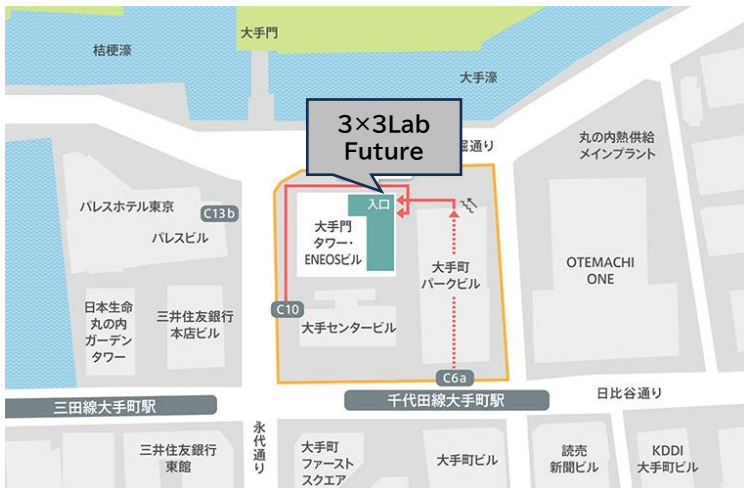 大手門
桔梗濠
大手濠
3×3Lab
Future
堀通り
丸の内熱供給
メインプラント
パレスホテル東京
C13b
パレスビル
入口
大手門
タワー・
ENEOSビル
大手町
パークビル
OTEMACHI
ONE
日本生命
丸の内
ガーデン
タワー
三井住友銀行
本店ビル
C10
大手センタービル
C6a
三田線大手町駅
千代田線大手町駅
日比谷通り
永代通り
三井住友銀行
東館
大手町
ファースト
スクエア
大手町ビル
読売
新聞ビル
KDDI
大手町ビル